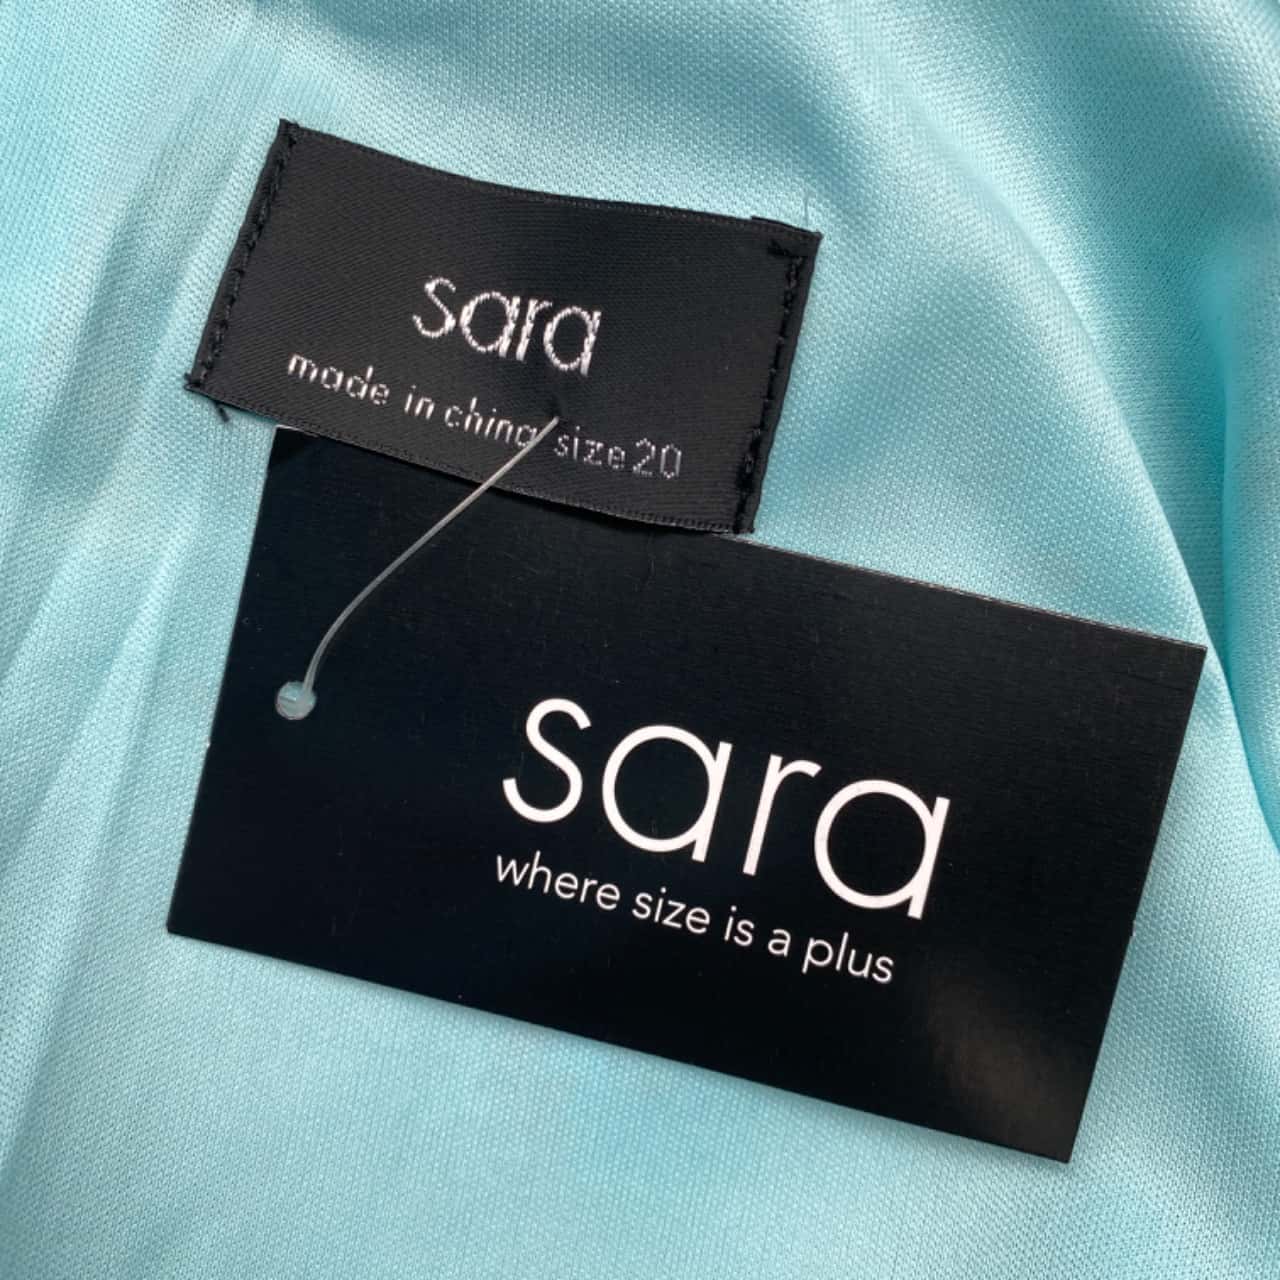 sara
made in china size 20
sara
where size is a plus